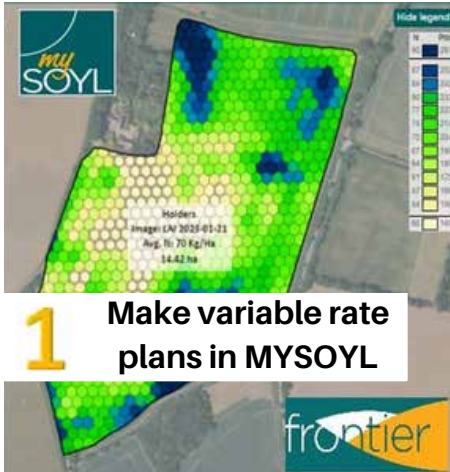 my
SOYL
Hide legend
N
Holders
Image: LAI 2023-01-21
Avg. N: 70 Kg/Ha
14.42 ha
1
Make variable rate
plans in MYSOYL
frontier